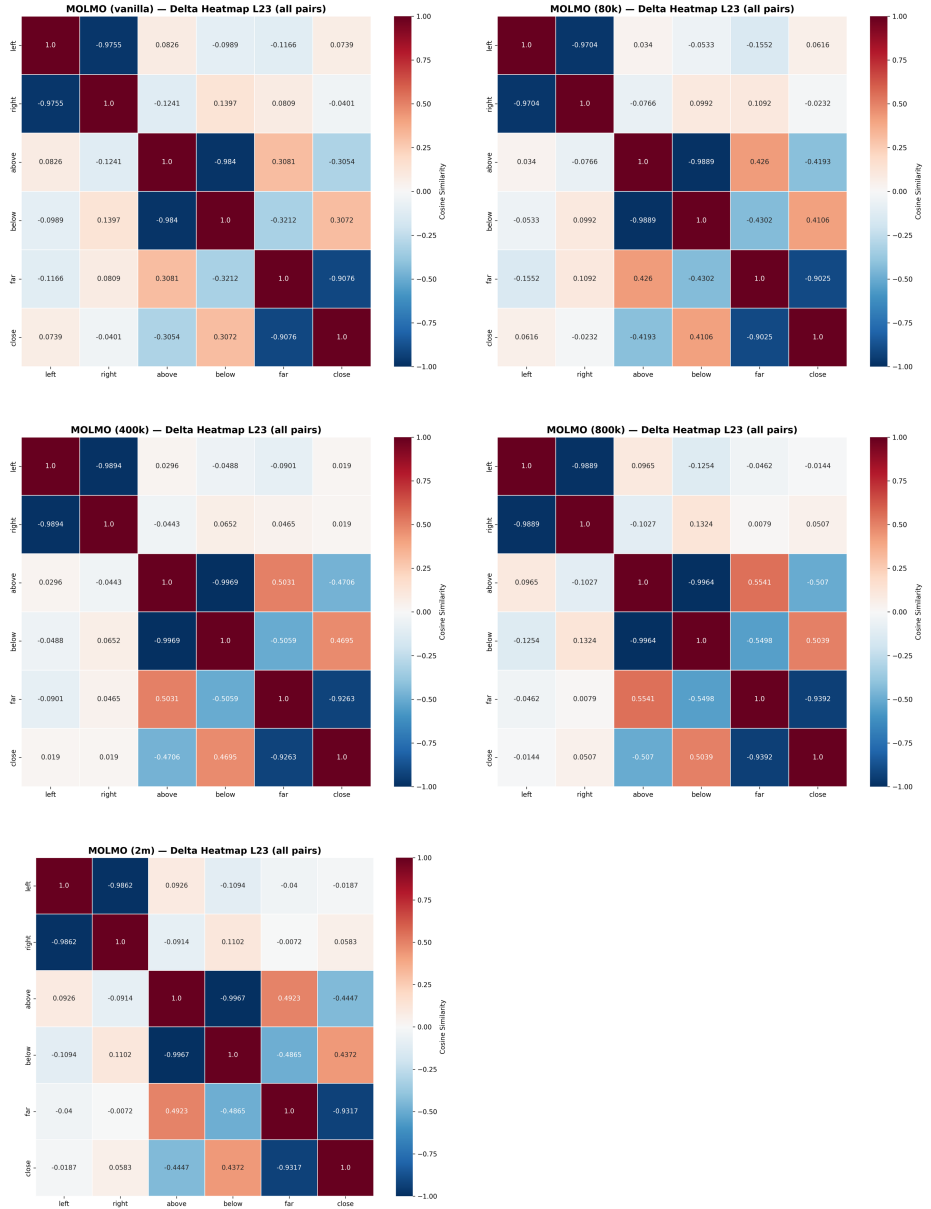 MOLMO (vanilla) — Delta Heatmap L23 (all pairs)
1.00
left 1.0 -0.9755 0.0826 -0.0989 -0.1166 0.0739
0.75
right -0.9755 1.0 -0.1241 0.1397 0.0809 -0.0401
0.50
0.25
above 0.0826 -0.1241 1.0 -0.984 0.3081 -0.3054
0.00
Cosine Similarity
below -0.0989 0.1397 -0.984 1.0 -0.3212 0.3072
−0.25
−0.50
far -0.1166 0.0809 0.3081 -0.3212 1.0 -0.9076
−0.75
close 0.0739 -0.0401 -0.3054 0.3072 -0.9076 1.0
−1.00
left right above below far close
MOLMO (80k) — Delta Heatmap L23 (all pairs)
1.00
left 1.0 -0.9704 0.034 -0.0533 -0.1552 0.0616
0.75
right -0.9704 1.0 -0.0766 0.0992 0.1092 -0.0232
0.50
0.25
above 0.034 -0.0766 1.0 -0.9889 0.426 -0.4193
0.00
Cosine Similarity
below -0.0533 0.0992 -0.9889 1.0 -0.4302 0.4106
−0.25
−0.50
far -0.1552 0.1092 0.426 -0.4302 1.0 -0.9025
−0.75
close 0.0616 -0.0232 -0.4193 0.4106 -0.9025 1.0
−1.00
left right above below far close
MOLMO (400k) — Delta Heatmap L23 (all pairs)
1.00
left 1.0 -0.9894 0.0296 -0.0488 -0.0901 0.019
0.75
right -0.9894 1.0 -0.0443 0.0652 0.0465 0.019
0.50
0.25
above 0.0296 -0.0443 1.0 -0.9969 0.5031 -0.4706
0.00
Cosine Similarity
below -0.0488 0.0652 -0.9969 1.0 -0.5059 0.4695
−0.25
−0.50
far -0.0901 0.0465 0.5031 -0.5059 1.0 -0.9263
−0.75
close 0.019 0.019 -0.4706 0.4695 -0.9263 1.0
−1.00
left right above below far close
MOLMO (800k) — Delta Heatmap L23 (all pairs)
1.00
left 1.0 -0.9889 0.0965 -0.1254 -0.0462 -0.0144
0.75
right -0.9889 1.0 -0.1027 0.1324 0.0079 0.0507
0.50
0.25
above 0.0965 -0.1027 1.0 -0.9964 0.5541 -0.507
0.00
Cosine Similarity
below -0.1254 0.1324 -0.9964 1.0 -0.5498 0.5039
−0.25
−0.50
far -0.0462 0.0079 0.5541 -0.5498 1.0 -0.9392
−0.75
close -0.0144 0.0507 -0.507 0.5039 -0.9392 1.0
−1.00
left right above below far close
MOLMO (2m) — Delta Heatmap L23 (all pairs)
1.00
left 1.0 -0.9862 0.0926 -0.1094 -0.04 -0.0187
0.75
right -0.9862 1.0 -0.0914 0.1102 -0.0072 0.0583
0.50
0.25
above 0.0926 -0.0914 1.0 -0.9967 0.4923 -0.4447
0.00
Cosine Similarity
below -0.1094 0.1102 -0.9967 1.0 -0.4865 0.4372
−0.25
−0.50
far -0.04 -0.0072 0.4923 -0.4865 1.0 -0.9317
−0.75
close -0.0187 0.0583 -0.4447 0.4372 -0.9317 1.0
−1.00
left right above below far close